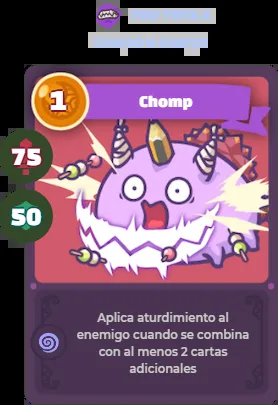 1
Chomp
75
50
Aplica aturdimiento al
enemigo cuando se combina
con al menos 2 cartas
adicionales